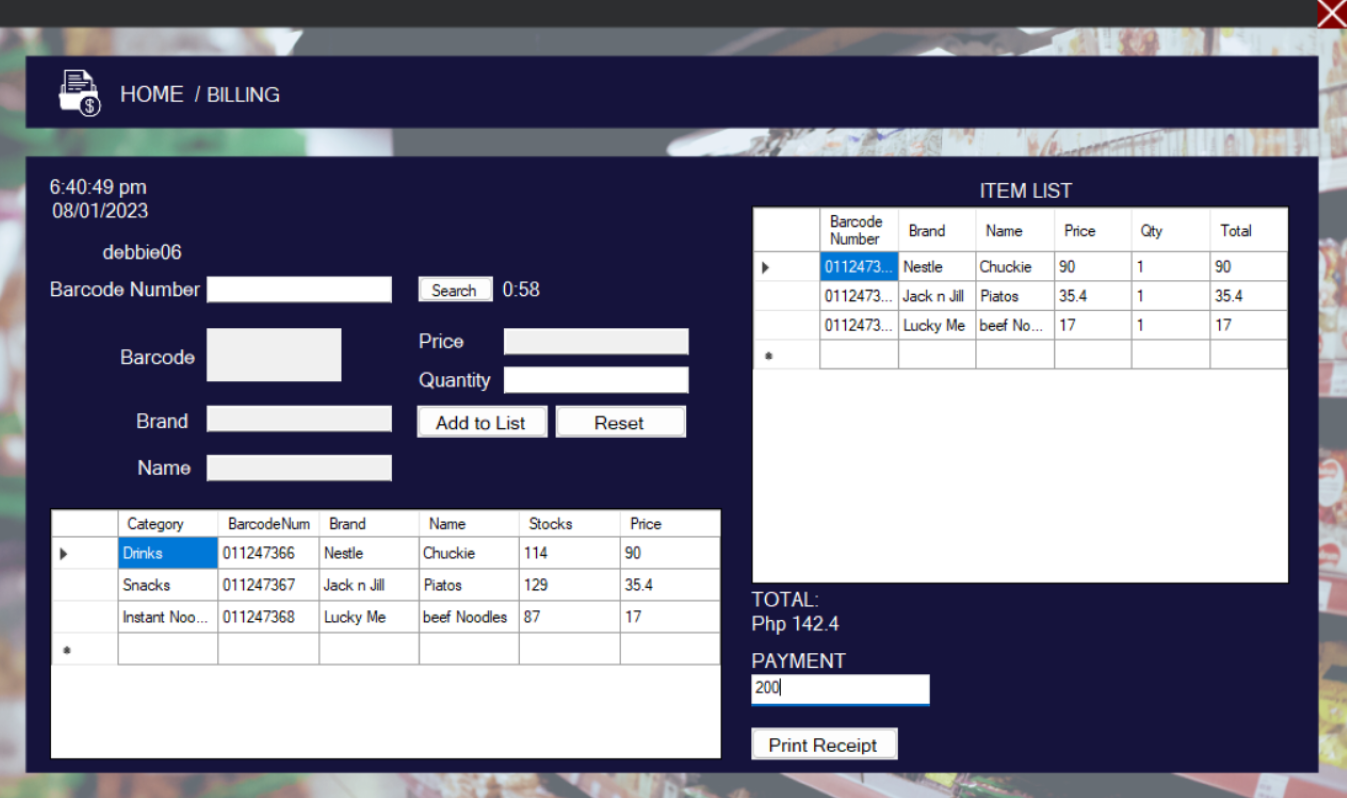 HOME / BILLING
6:40:49 pm
08/01/2023
debbie06
Barcode Number
Search 0:58
Barcode
Price
Quantity
Brand
Add to List Reset
Name
Category BarcodeNum Brand Name Stocks Price
Drinks 011247366 Nestle Chuckie 114 90
Snacks 011247367 Jack n Jill Piatos 129 35.4
Instant Noo... 011247368 Lucky Me beef Noodles 87 17
ITEM LIST
Barcode Number Brand Name Price Qty Total
0112473... Nestle Chuckie 90 1 90
0112473... Jack n Jill Piatos 35.4 1 35.4
0112473... Lucky Me beef No... 17 1 17
TOTAL:
Php 142.4
PAYMENT
200
Print Receipt